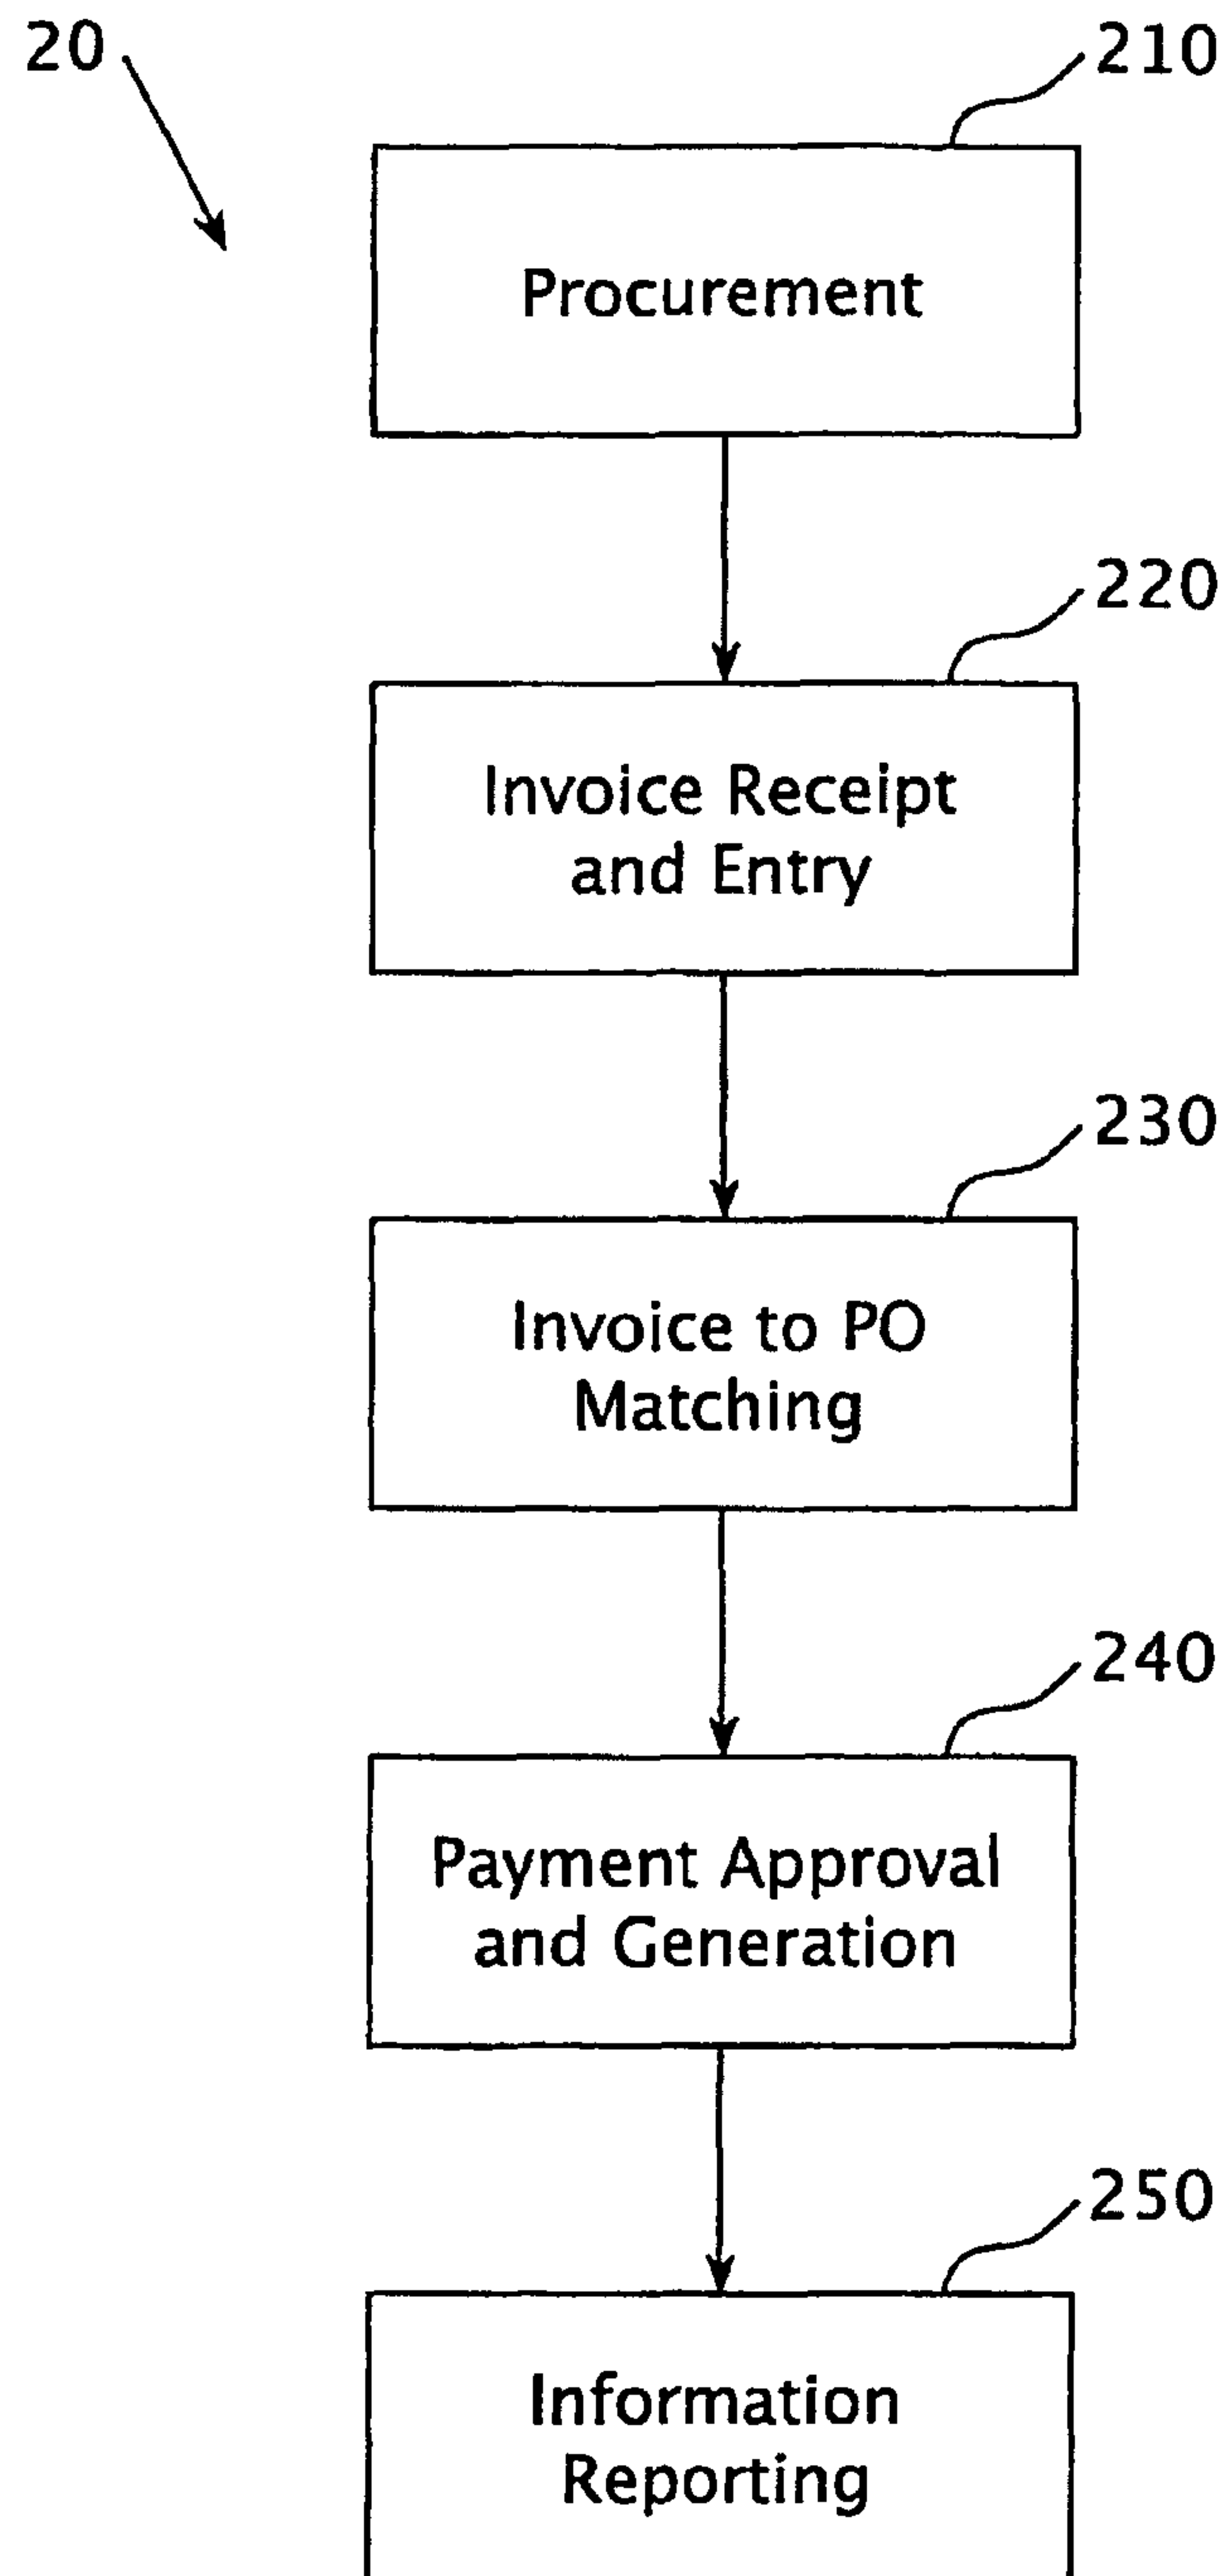 20
210
Procurement
220
Invoice Receipt
and Entry
230
Invoice to PO
Matching
240
Payment Approval
and Generation
250
Information
Reporting